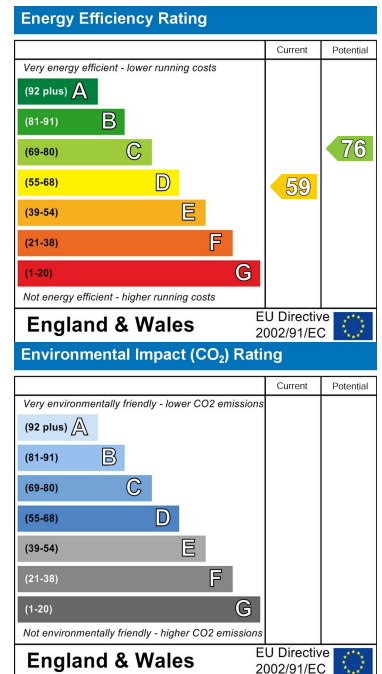 Energy Efficiency Rating
Current Potential
Very energy efficient - lower running costs
(92 plus) A
(81-91) B
(69-80) C 76
(55-68) D 59
(39-54) E
(21-38) F
(1-20) G
Not energy efficient - higher running costs
England & Wales EU Directive
2002/91/EC
Environmental Impact (CO₂) Rating
Current Potential
Very environmentally friendly - lower CO2 emissions
(92 plus) A
(81-91) B
(69-80) C
(55-68) D
(39-54) E
(21-38) F
(1-20) G
Not environmentally friendly - higher CO2 emissions
England & Wales EU Directive
2002/91/EC